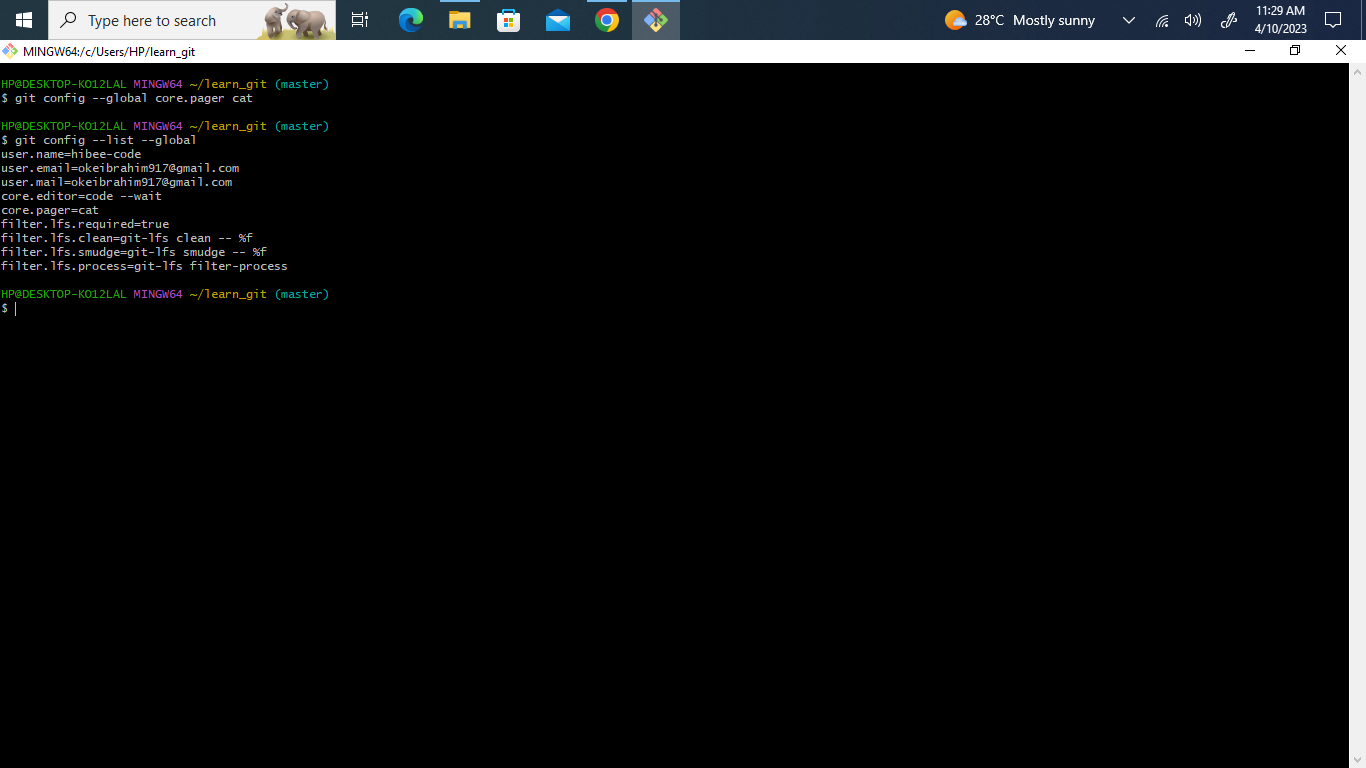 Type here to search
28°C Mostly sunny
11:29 AM
4/10/2023
MINGW64:/c/Users/HP/learn_git
HP@DESKTOP-KO12LAL MINGW64 ~/learn_git (master)
$ git config --global core.pager cat
HP@DESKTOP-KO12LAL MINGW64 ~/learn_git (master)
$ git config --list --global
user.name=hibee-code
user.email=okeibrahim917@gmail.com
user.mail=okeibrahim917@gmail.com
core.editor=code --wait
core.pager=cat
filter.lfs.required=true
filter.lfs.clean=git-lfs clean -- %f
filter.lfs.smudge=git-lfs smudge -- %f
filter.lfs.process=git-lfs filter-process
HP@DESKTOP-KO12LAL MINGW64 ~/learn_git (master)
$